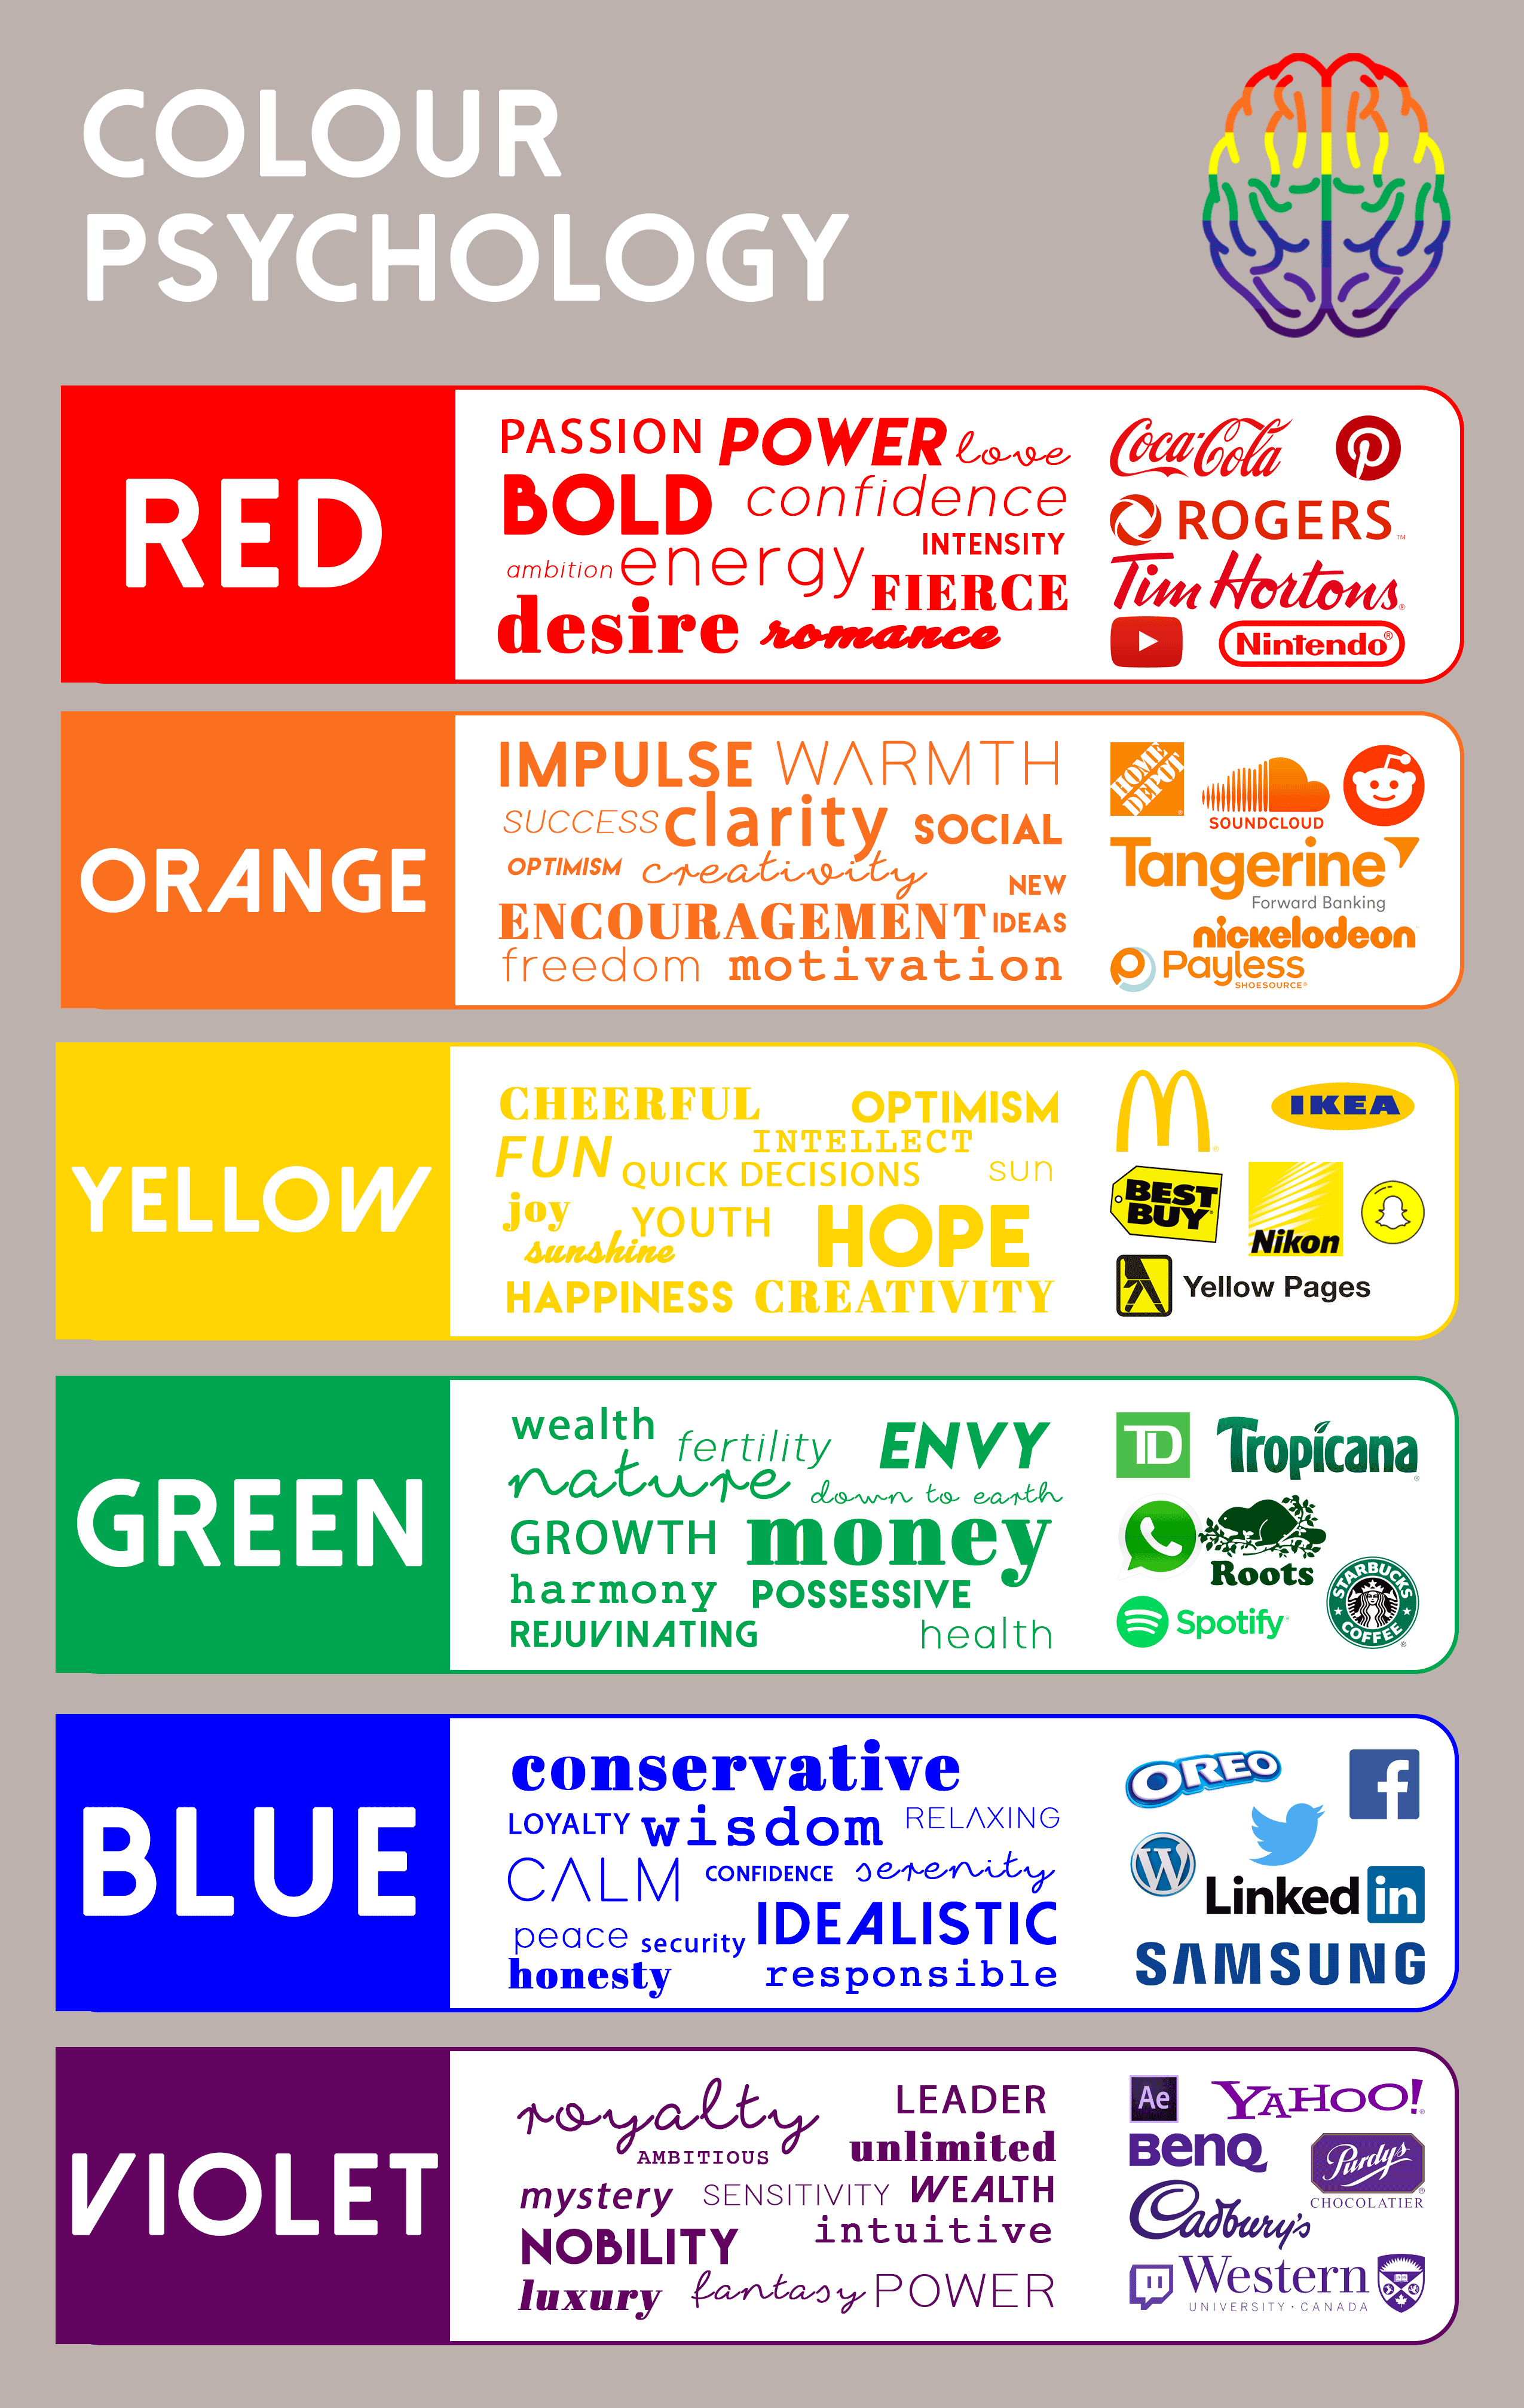 COLOUR
PSYCHOLOGY
RED
PASSION POWER love
BOLD confidence
ambition energy INTENSITY
FIERCE
desire romance
Coca-Cola
ROGERS TM
Tim Hortons ®
Nintendo ®
ORANGE
IMPULSE WARMTH
SUCCESS clarity SOCIAL
OPTIMISM creativity NEW
ENCOURAGEMENT IDEAS
freedom motivation
HOME
DEPOT
SOUNDCLOUD
Tangerine
Forward Banking
nickelodeon
Payless
SHOESOURCE®
YELLOW
CHEERFUL OPTIMISM
FUN INTELLECT
QUICK DECISIONS sun
joy YOUTH HOPE
sunshine
HAPPINESS CREATIVITY
IKEA
BEST
BUY
Nikon
Yellow Pages
GREEN
wealth fertility ENVY
nature down to earth
GROWTH money
harmony POSSESSIVE
REJUVINATING health
TD Tropicana ®
Roots
STARBUCKS
COFFEE ®
Spotify®
BLUE
conservative
LOYALTY wisdom RELAXING
CALM CONFIDENCE serenity
peace security IDEALISTIC
honesty responsible
OREO f
W
Linked in
SAMSUNG
VIOLET
royalty LEADER
AMBITIOUS unlimited
mystery SENSITIVITY WEALTH
NOBILITY intuitive
luxury fantasy POWER
Ae YAHOO! ®
BenQ Purdys ®
CHOCOLATIER
Cadbury's
Western
UNIVERSITY · CANADA